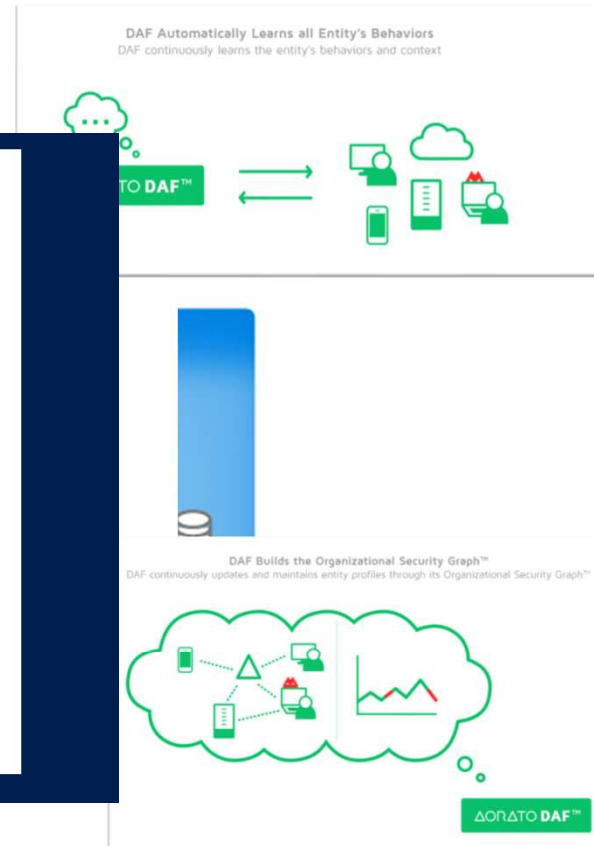 DAF Automatically Learns all Entity's Behaviors
DAF continuously learns the entity's behaviors and context
TO DAF™
DAF Builds the Organizational Security Graph™
DAF continuously updates and maintains entity profiles through its Organizational Security Graph™
ΔORΔTO DAF™